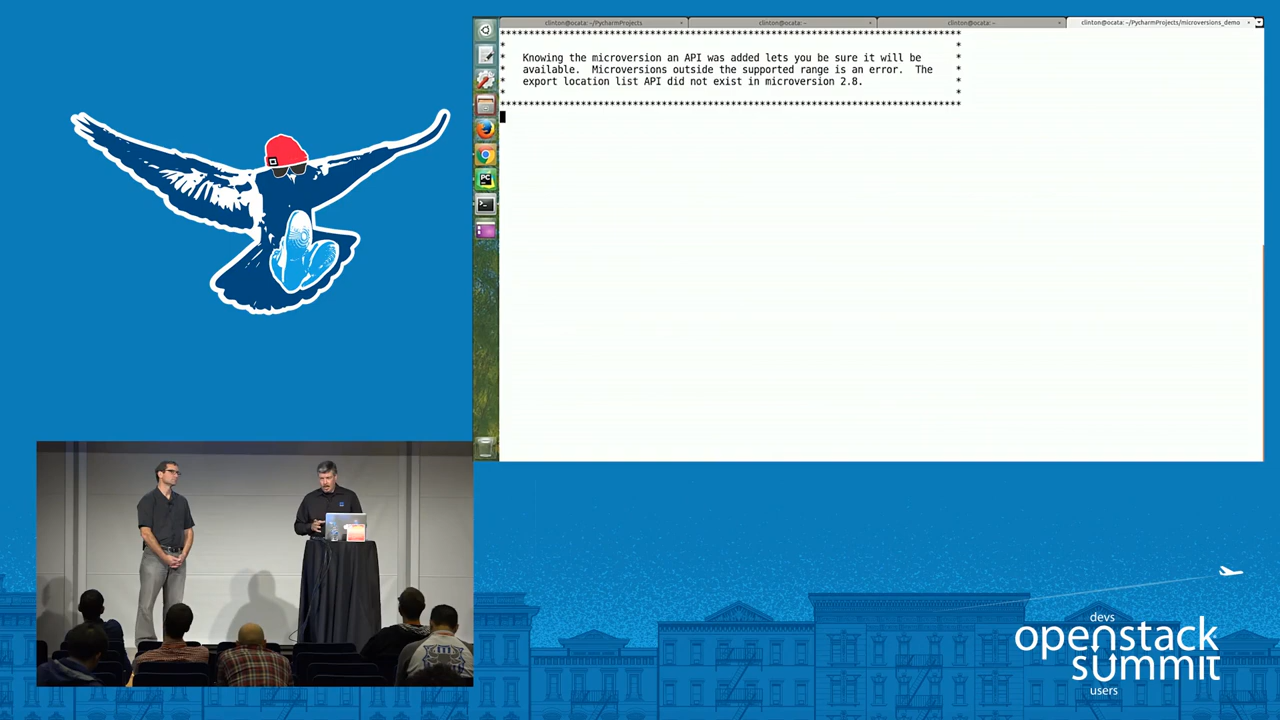 clinton@ocata: ~/PycharmProjects
clinton@ocata: ~
clinton@ocata: ~
clinton@ocata: ~/PycharmProjects/microversions_demo
Knowing the microversion an API was added lets you be sure it will be
available.  Microversions outside the supported range is an error.  The
export location list API did not exist in microversion 2.8.
devs
openstack
summit
users